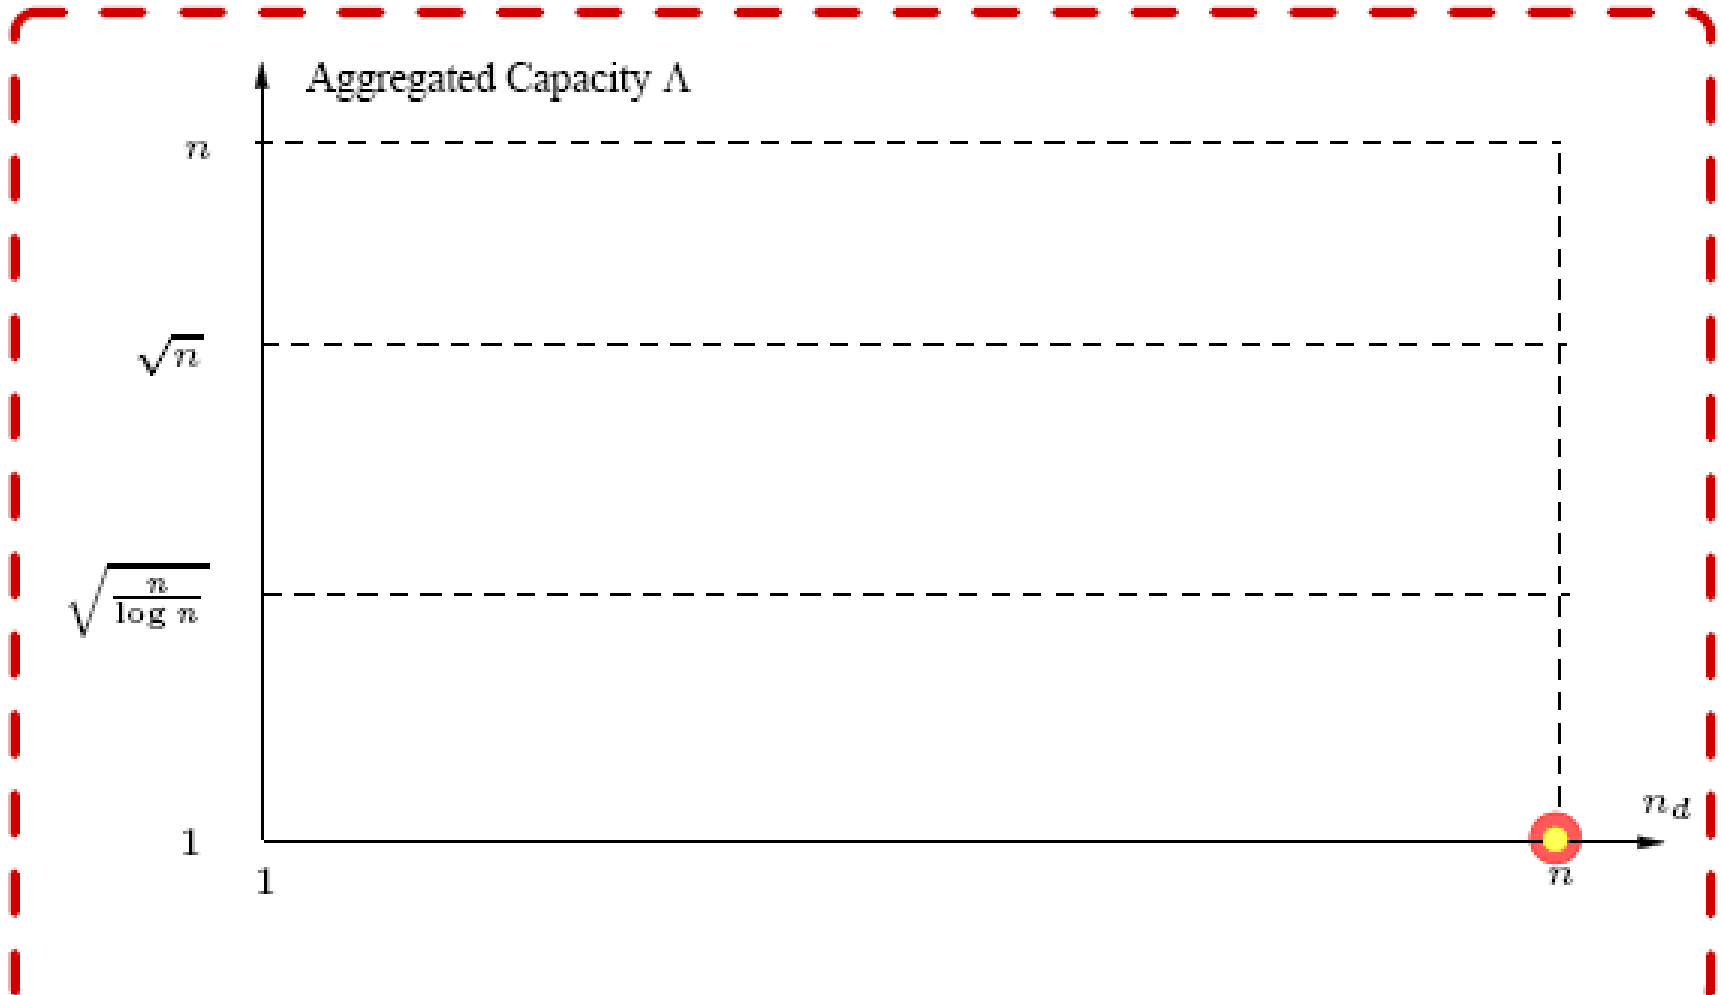 Aggregated Capacity Λ
n
√n
√(n/log n)
n_d
1
1
n